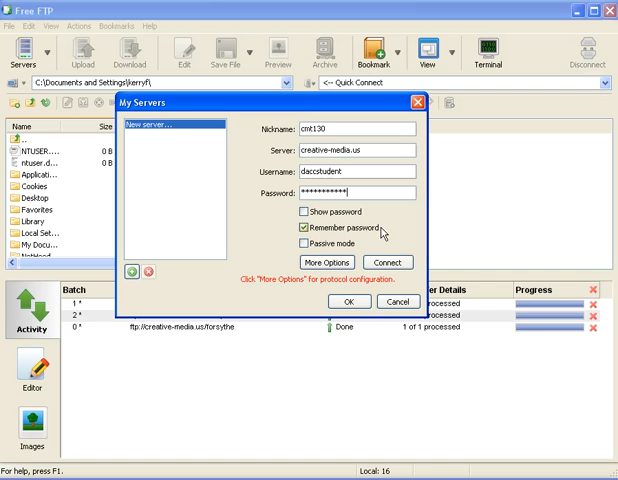 Free FTP
File Edit View Actions Bookmarks Help
Servers Upload Download Edit Save File Preview Archive Bookmark View Terminal Disconnect
C:\Documents and Settings\kerryf\ <-- Quick Connect
My Servers
New server...
Nickname: cmt130
Server: creative-media.us
Username: daccstudent
Password: ***********
Show password
Remember password
Passive mode
More Options Connect
Click "More Options" for protocol configuration.
OK Cancel
Name Size
..
NTUSER.... 0 B
ntuser.d... 0 B
Applicati...
Cookies
Desktop
Favorites
Library
Local Set...
My Docu...
NetHood
Batch er Details Progress
1 * processed
2 * processed
0 * ftp://creative-media.us/forsythe Done 1 of 1 processed
Activity
Editor
Images
For help, press F1. Local: 16